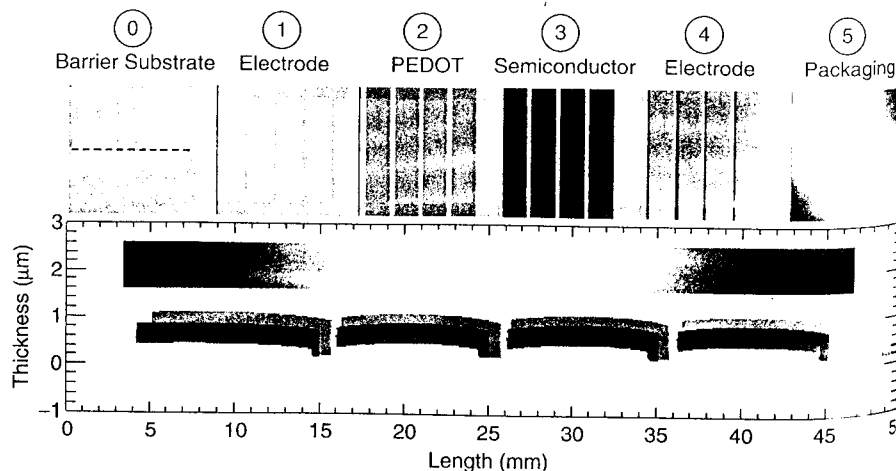 0 1 2 3 4 5
Barrier Substrate Electrode PEDOT Semiconductor Electrode Packaging
3
2
1
0
−1
Thickness (μm)
0 5 10 15 20 25 30 35 40 45 5
Length (mm)